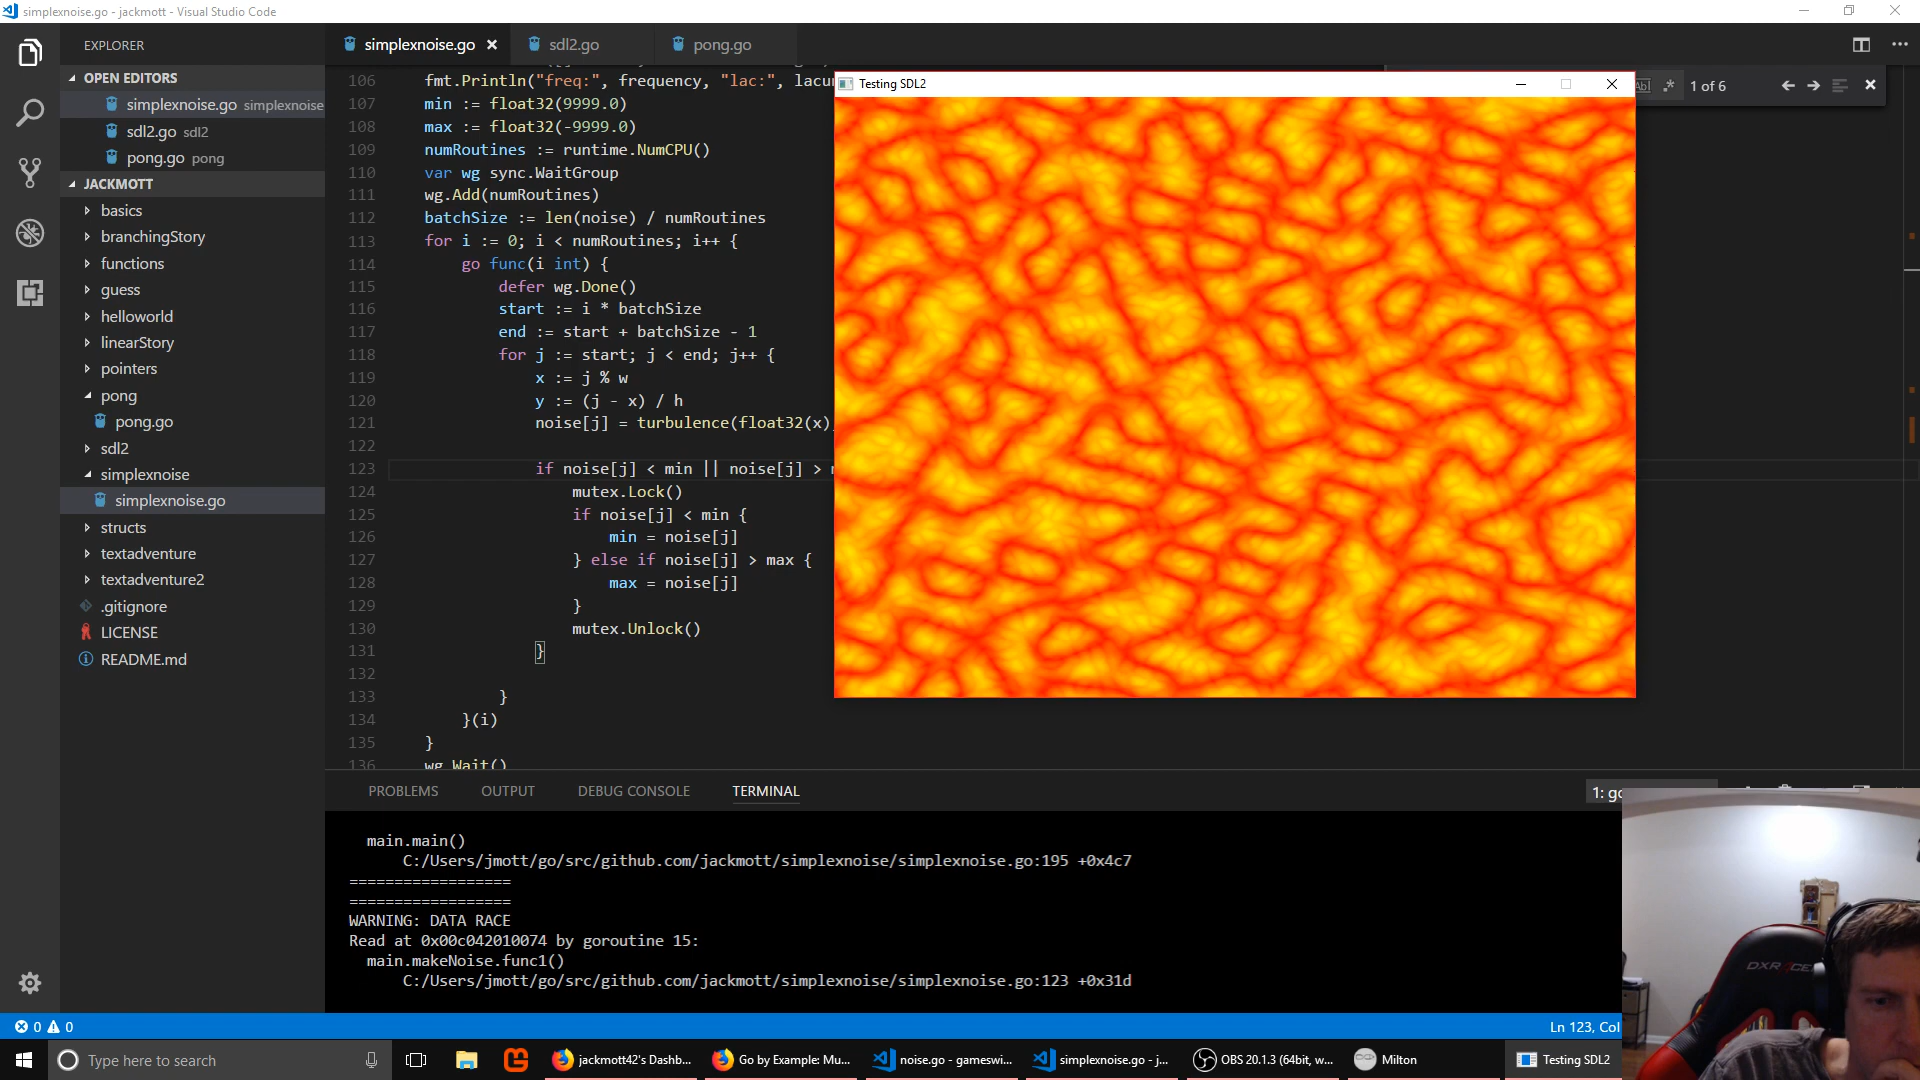 simplexnoise.go - jackmott - Visual Studio Code
EXPLORER
OPEN EDITORS
simplexnoise.go simplexnoise
sdl2.go sdl2
pong.go pong
JACKMOTT
basics
branchingStory
functions
guess
helloworld
linearStory
pointers
pong
pong.go
sdl2
simplexnoise
simplexnoise.go
structs
textadventure
textadventure2
.gitignore
LICENSE
README.md
simplexnoise.go
sdl2.go
pong.go
106 fmt.Println("freq:", frequency, "lac:", lacu
107 min := float32(9999.0)
108 max := float32(-9999.0)
109 numRoutines := runtime.NumCPU()
110 var wg sync.WaitGroup
111 wg.Add(numRoutines)
112 batchSize := len(noise) / numRoutines
113 for i := 0; i < numRoutines; i++ {
114 go func(i int) {
115 defer wg.Done()
116 start := i * batchSize
117 end := start + batchSize - 1
118 for j := start; j < end; j++ {
119 x := j % w
120 y := (j - x) / h
121 noise[j] = turbulence(float32(x),
122
123 if noise[j] < min || noise[j] >
124 mutex.Lock()
125 if noise[j] < min {
126 min = noise[j]
127 } else if noise[j] > max {
128 max = noise[j]
129 }
130 mutex.Unlock()
131 }
132
133 }
134 }(i)
135 }
136 wg.Wait()
Testing SDL2
1 of 6
PROBLEMS
OUTPUT
DEBUG CONSOLE
TERMINAL
1: go
main.main()
C:/Users/jmott/go/src/github.com/jackmott/simplexnoise/simplexnoise.go:195 +0x4c7
==================
==================
WARNING: DATA RACE
Read at 0x00c042010074 by goroutine 15:
main.makeNoise.func1()
C:/Users/jmott/go/src/github.com/jackmott/simplexnoise/simplexnoise.go:123 +0x31d
0 0
Ln 123, Col
Type here to search
jackmott42's Dashb...
Go by Example: Mu...
noise.go - gameswi...
simplexnoise.go - j...
OBS 20.1.3 (64bit, w...
Milton
Testing SDL2